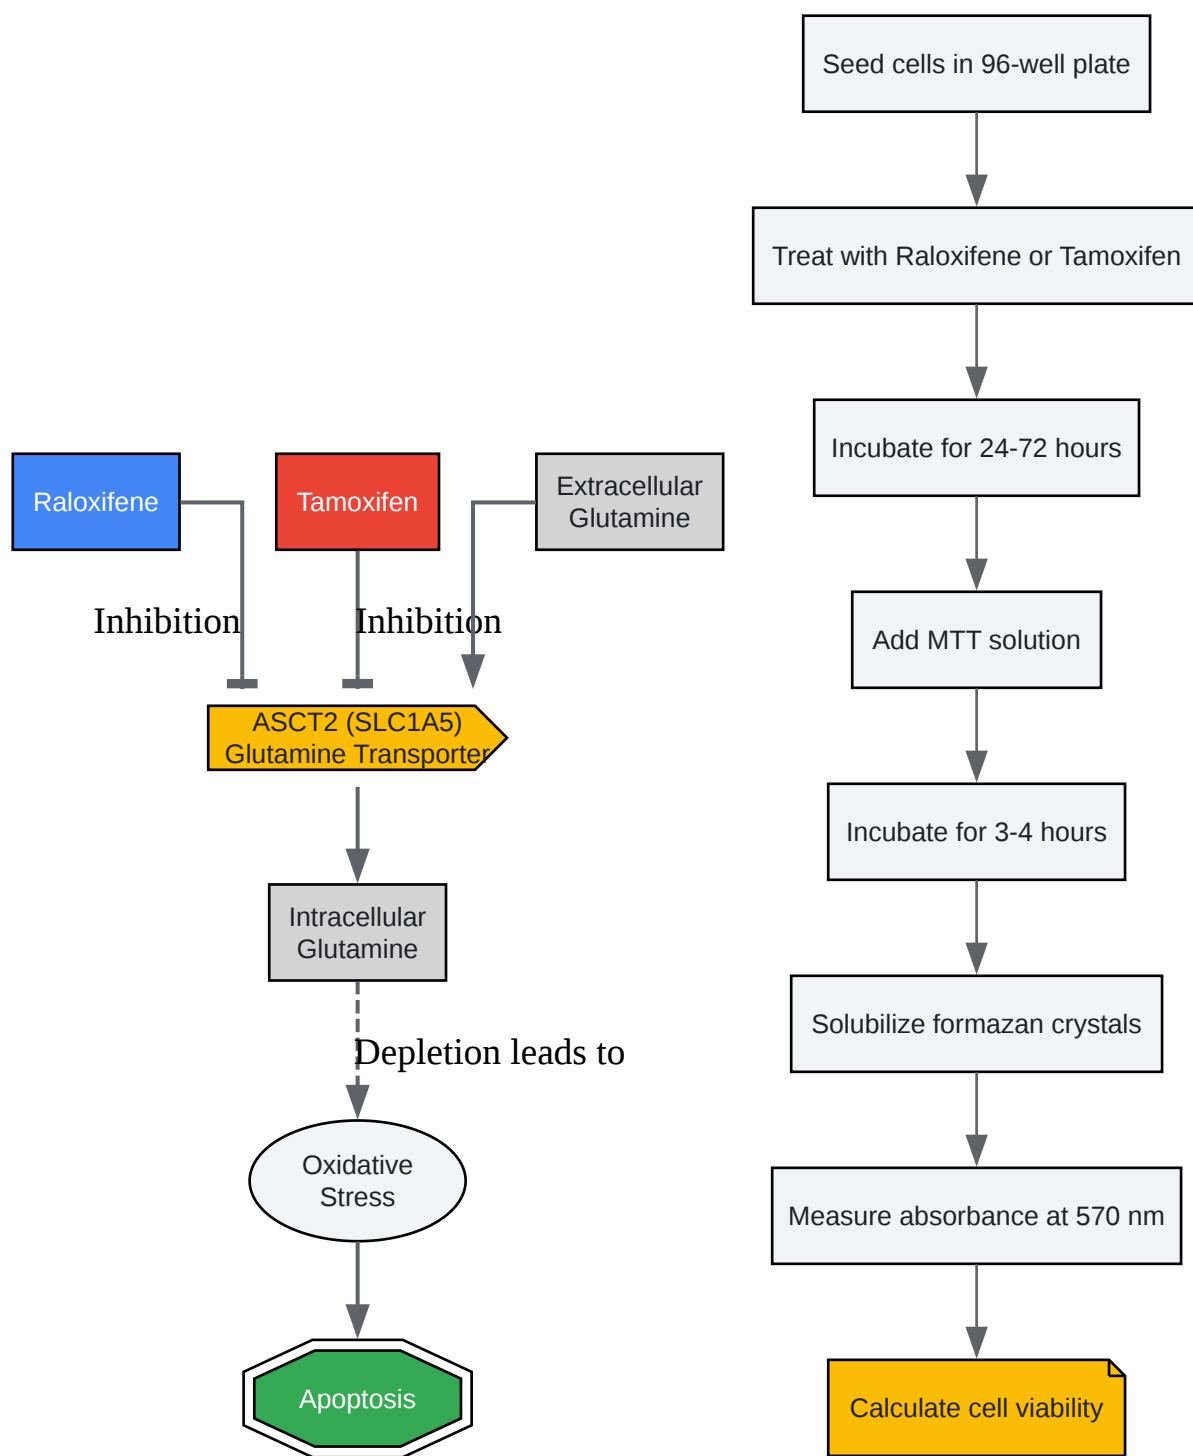 Raloxifene
Tamoxifen
Extracellular
Glutamine
Inhibition
Inhibition
ASCT2 (SLC1A5)
Glutamine Transporter
Intracellular
Glutamine
Depletion leads to
Oxidative
Stress
Apoptosis
Seed cells in 96-well plate
Treat with Raloxifene or Tamoxifen
Incubate for 24-72 hours
Add MTT solution
Incubate for 3-4 hours
Solubilize formazan crystals
Measure absorbance at 570 nm
Calculate cell viability